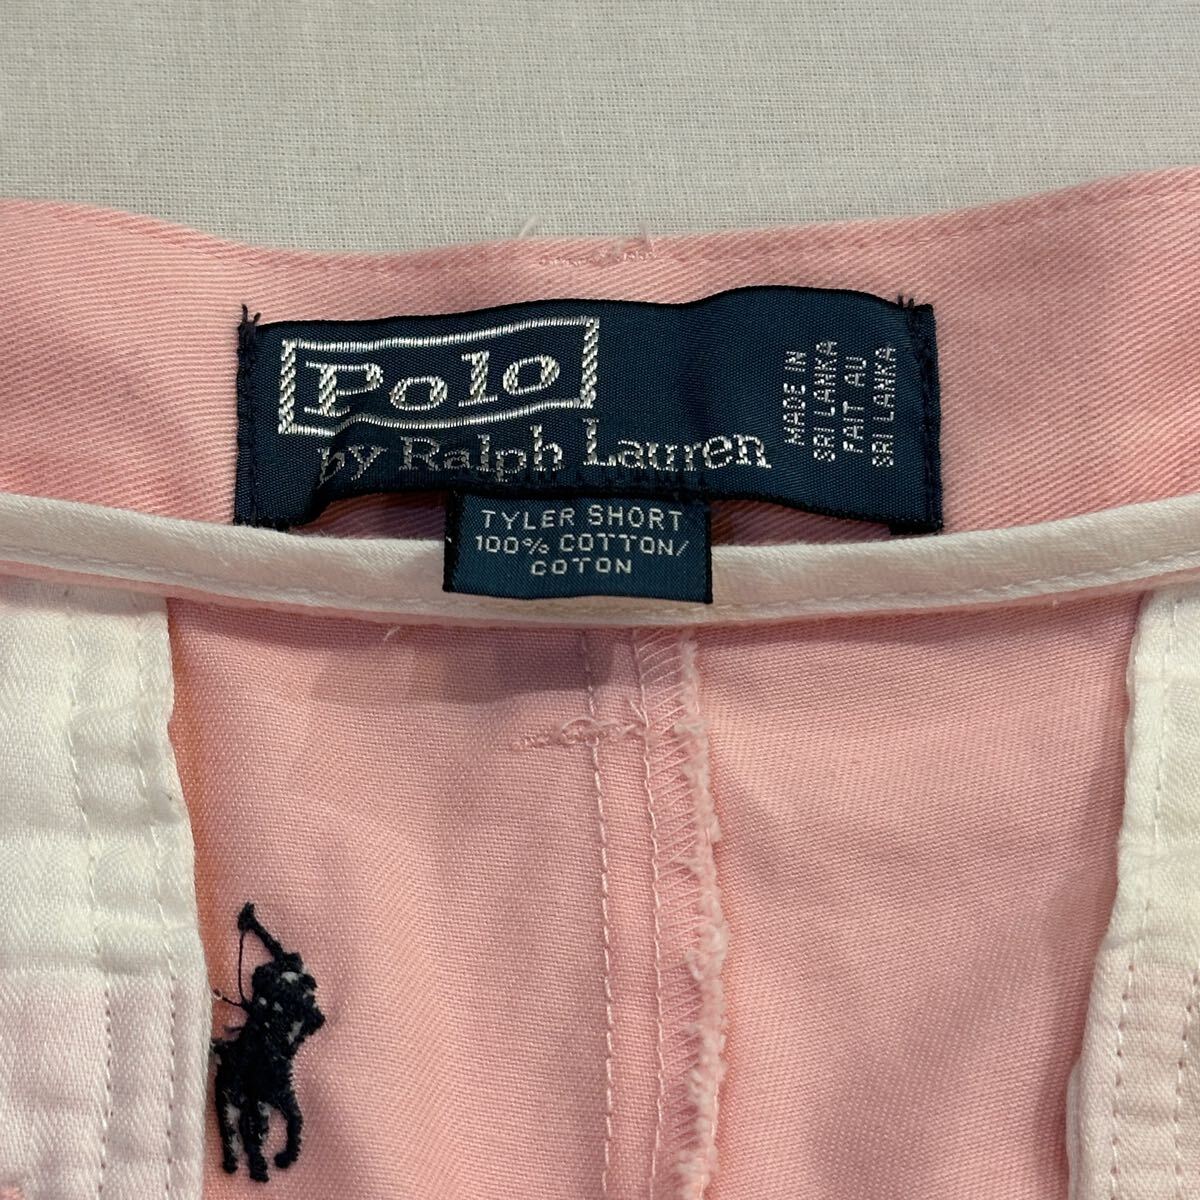 Polo
by Ralph Lauren
MADE IN
SRI LANKA
FAIT AU
SRI LANKA
TYLER SHORT
100% COTTON/
COTON